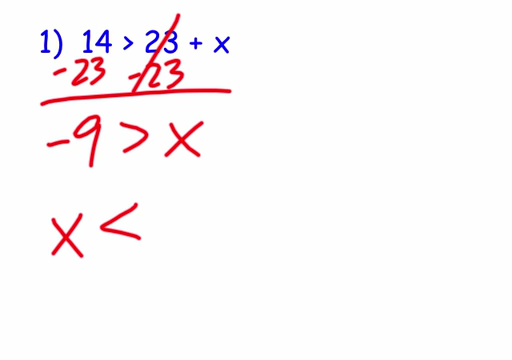 1) 14 > 23 + x
-23 -23
-9 > x
x <